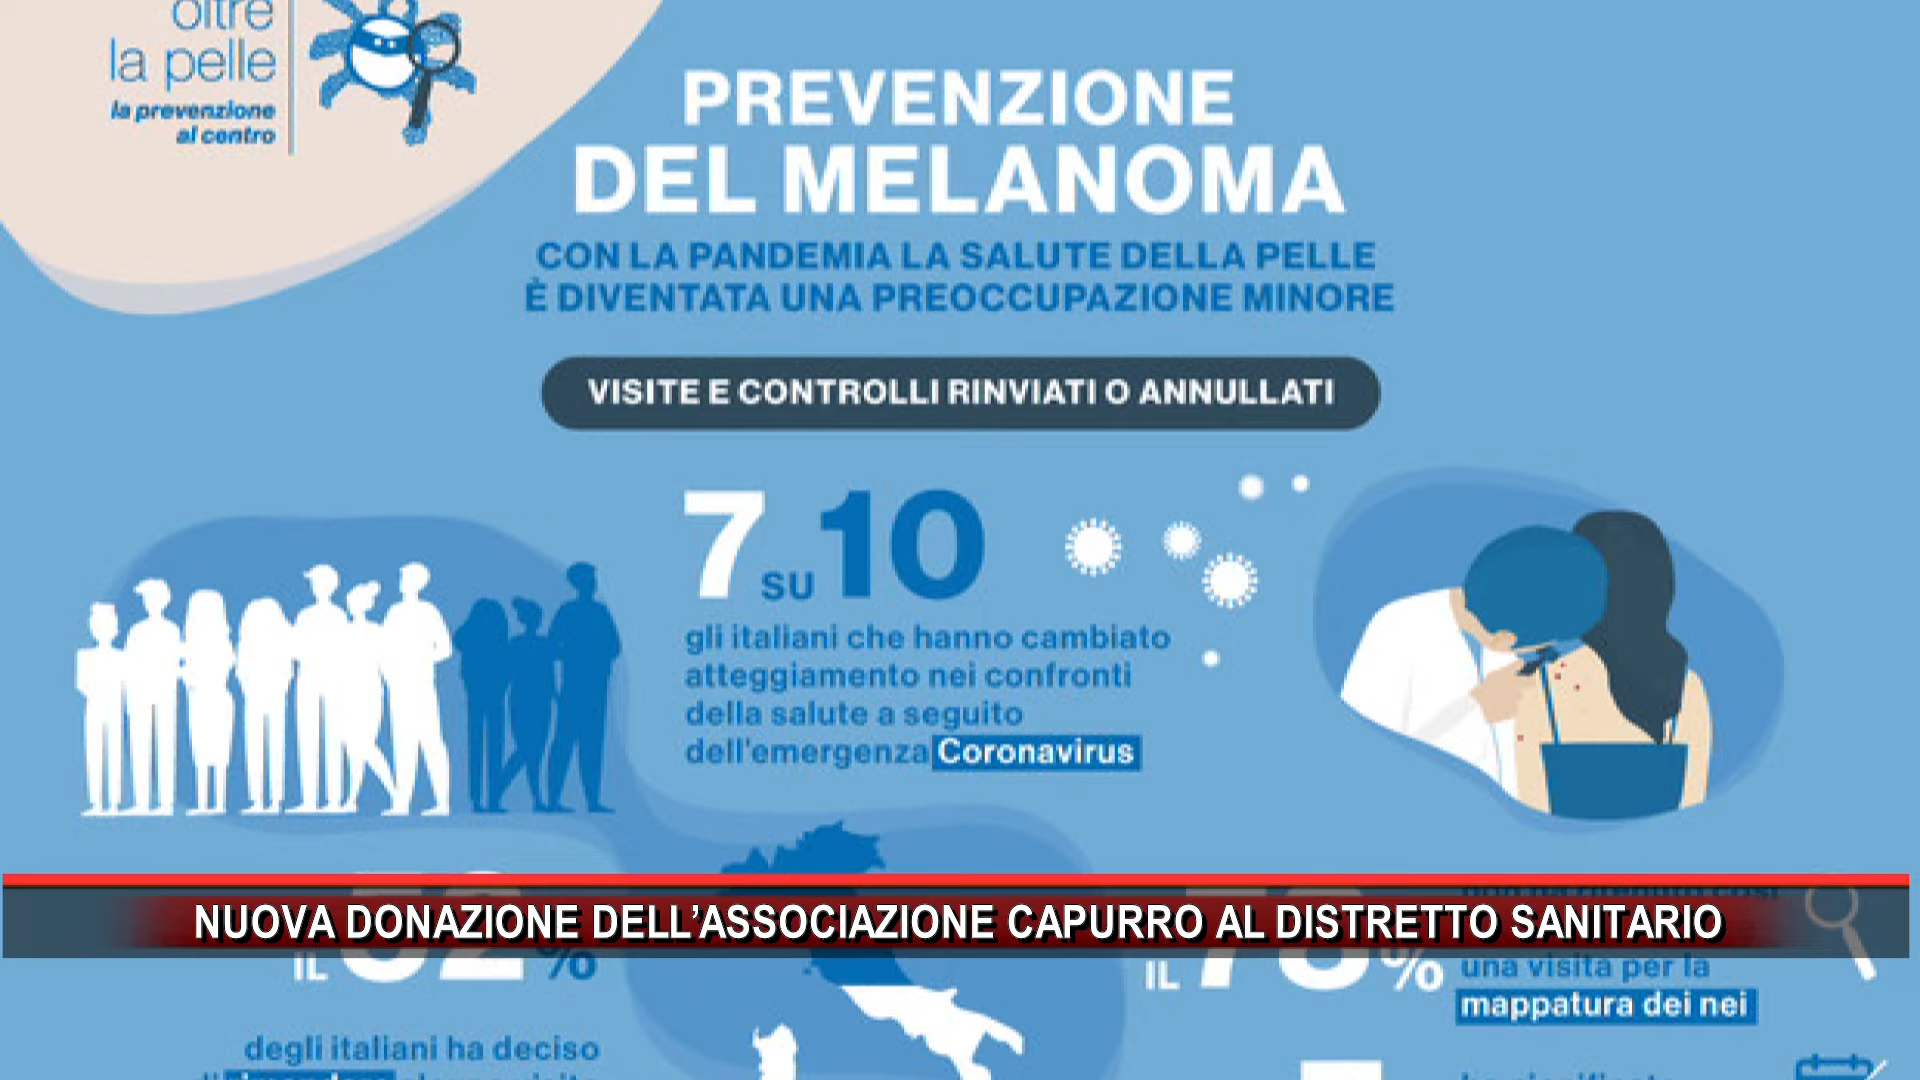 oltre
la pelle
la prevenzione
al centro
PREVENZIONE
DEL MELANOMA
CON LA PANDEMIA LA SALUTE DELLA PELLE
È DIVENTATA UNA PREOCCUPAZIONE MINORE
VISITE E CONTROLLI RINVIATI O ANNULLATI
7 SU 10
gli italiani che hanno cambiato
atteggiamento nei confronti
della salute a seguito
dell'emergenza Coronavirus
NUOVA DONAZIONE DELL'ASSOCIAZIONE CAPURRO AL DISTRETTO SANITARIO
IL %
degli italiani ha deciso
IL %
una visita per la
mappatura dei nei